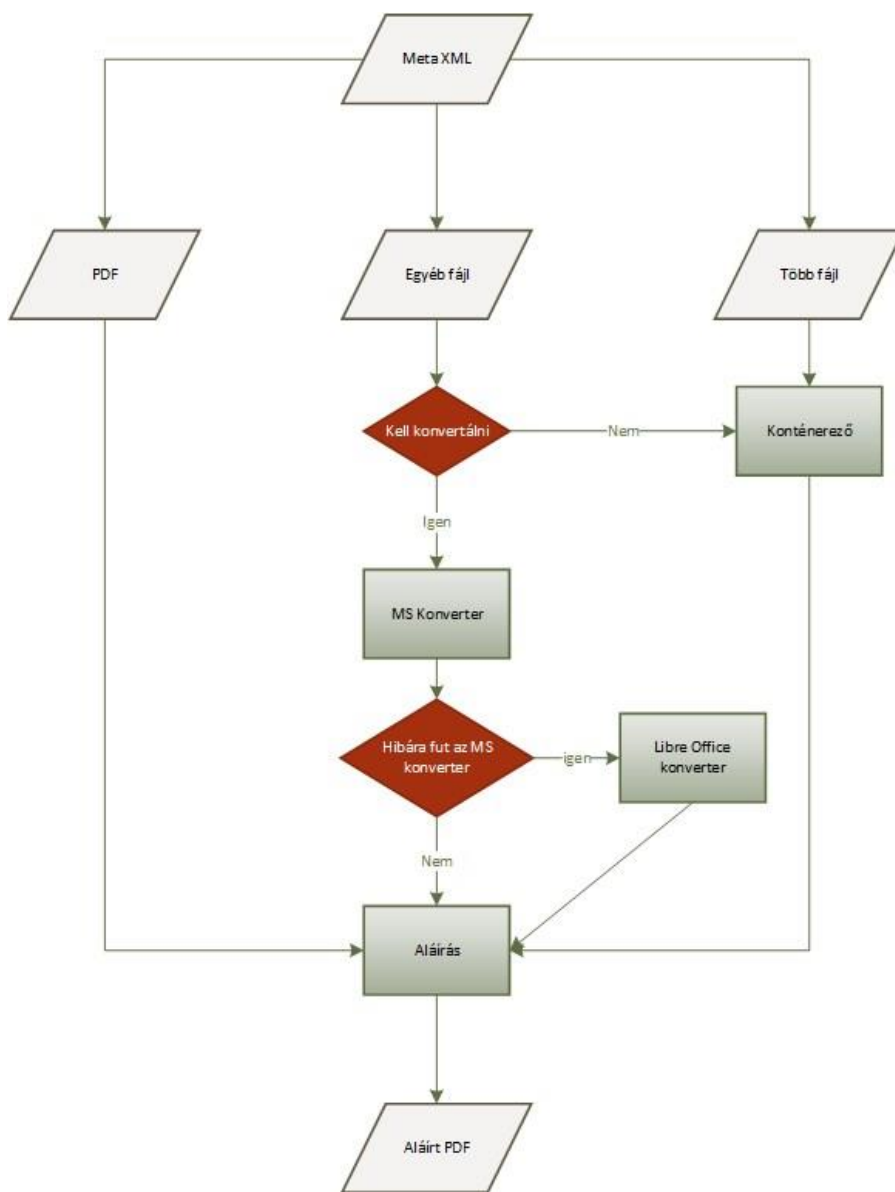 Meta XML
PDF
Egyéb fájl
Több fájl
Kell konvertálni
Nem
Konténerező
Igen
MS Konverter
Hibára fut az MS
konverter
igen
Libre Office
konverter
Nem
Aláírás
Aláírt PDF